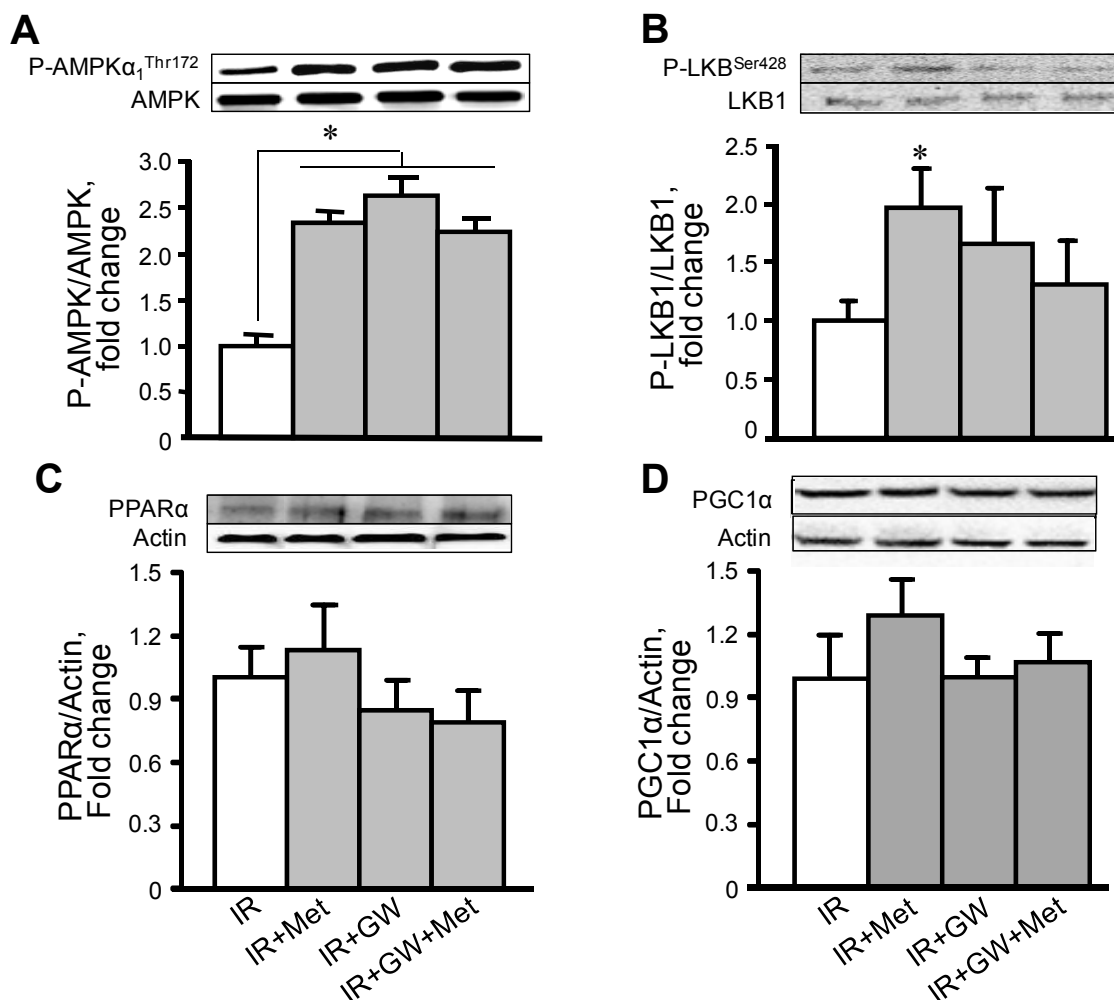 A
P-AMPKα₁ᵀʰʳ¹⁷²
AMPK
*
P-AMPK/AMPK,
fold change
3.0
2.5
2.0
1.5
1.0
0.5
0
B
P-LKBˢᵉʳ⁴²⁸
LKB1
*
P-LKB1/LKB1,
fold change
2.5
2.0
1.5
1.0
0.5
0
C
PPARα
Actin
PPARα/Actin,
Fold change
1.5
1.2
0.9
0.6
0.3
0
IR
IR+Met
IR+GW
IR+GW+Met
D
PGC1α
Actin
PGC1α/Actin,
Fold change
1.5
1.2
0.9
0.6
0.3
0
IR
IR+Met
IR+GW
IR+GW+Met